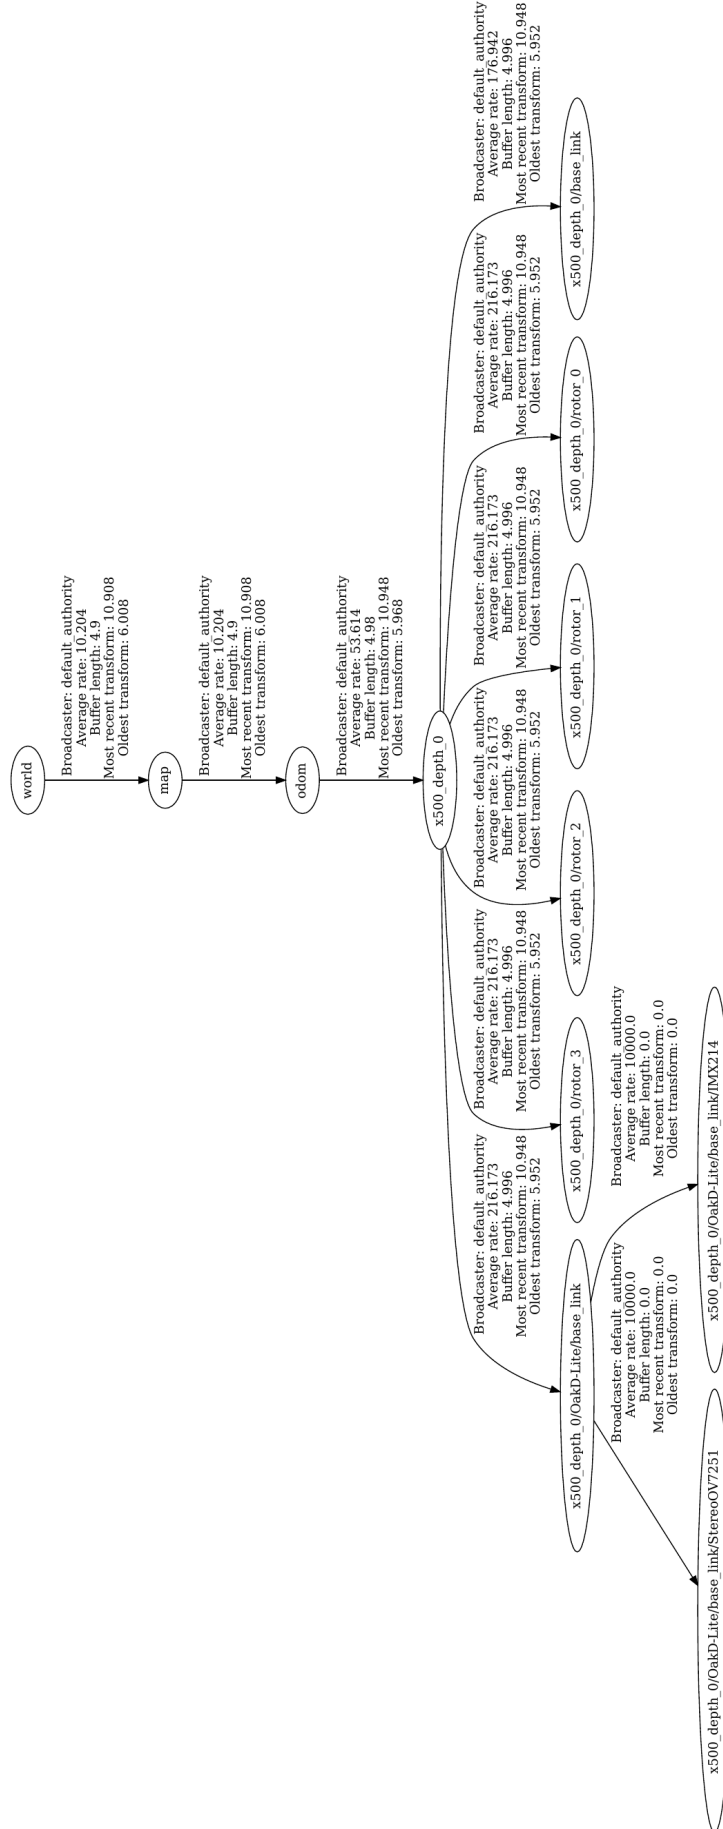 world
Broadcaster: default_authority
Average rate: 10.204
Buffer length: 4.9
Most recent transform: 10.908
Oldest transform: 6.008
map
Broadcaster: default_authority
Average rate: 10.204
Buffer length: 4.9
Most recent transform: 10.908
Oldest transform: 6.008
odom
Broadcaster: default_authority
Average rate: 53.614
Buffer length: 4.98
Most recent transform: 10.948
Oldest transform: 5.968
x500_depth_0
Broadcaster: default_authority
Average rate: 216.173
Buffer length: 4.996
Most recent transform: 10.948
Oldest transform: 5.952
Broadcaster: default_authority
Average rate: 216.173
Buffer length: 4.996
Most recent transform: 10.948
Oldest transform: 5.952
Broadcaster: default_authority
Average rate: 216.173
Buffer length: 4.996
Most recent transform: 10.948
Oldest transform: 5.952
Broadcaster: default_authority
Average rate: 216.173
Buffer length: 4.996
Most recent transform: 10.948
Oldest transform: 5.952
Broadcaster: default_authority
Average rate: 216.173
Buffer length: 4.996
Most recent transform: 10.948
Oldest transform: 5.952
Broadcaster: default_authority
Average rate: 176.942
Buffer length: 4.996
Most recent transform: 10.948
Oldest transform: 5.952
x500_depth_0/OakD-Lite/base_link
x500_depth_0/rotor_3
x500_depth_0/rotor_2
x500_depth_0/rotor_1
x500_depth_0/rotor_0
x500_depth_0/base_link
Broadcaster: default_authority
Average rate: 10000.0
Buffer length: 0.0
Most recent transform: 0.0
Oldest transform: 0.0
Broadcaster: default_authority
Average rate: 10000.0
Buffer length: 0.0
Most recent transform: 0.0
Oldest transform: 0.0
x500_depth_0/OakD-Lite/base_link/StereoOV7251
x500_depth_0/OakD-Lite/base_link/IMX214